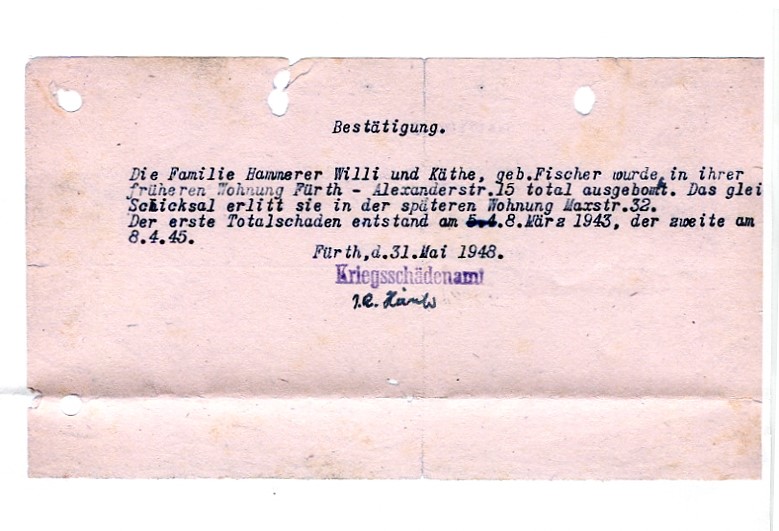 Bestätigung.
Die Familie Hammerer Willi und Käthe, geb.Fischer wurde in ihrer
früheren Wohnung Fürth - Alexanderstr.15 total ausgebombt. Das glei
Schicksal erlitt sie in der späteren Wohnung Maxstr.32.
Der erste Totalschaden entstand am 8.März 1943, der zweite am
8.4.45.
Fürth,d.31.Mai 1948.
Kriegsschädenamt